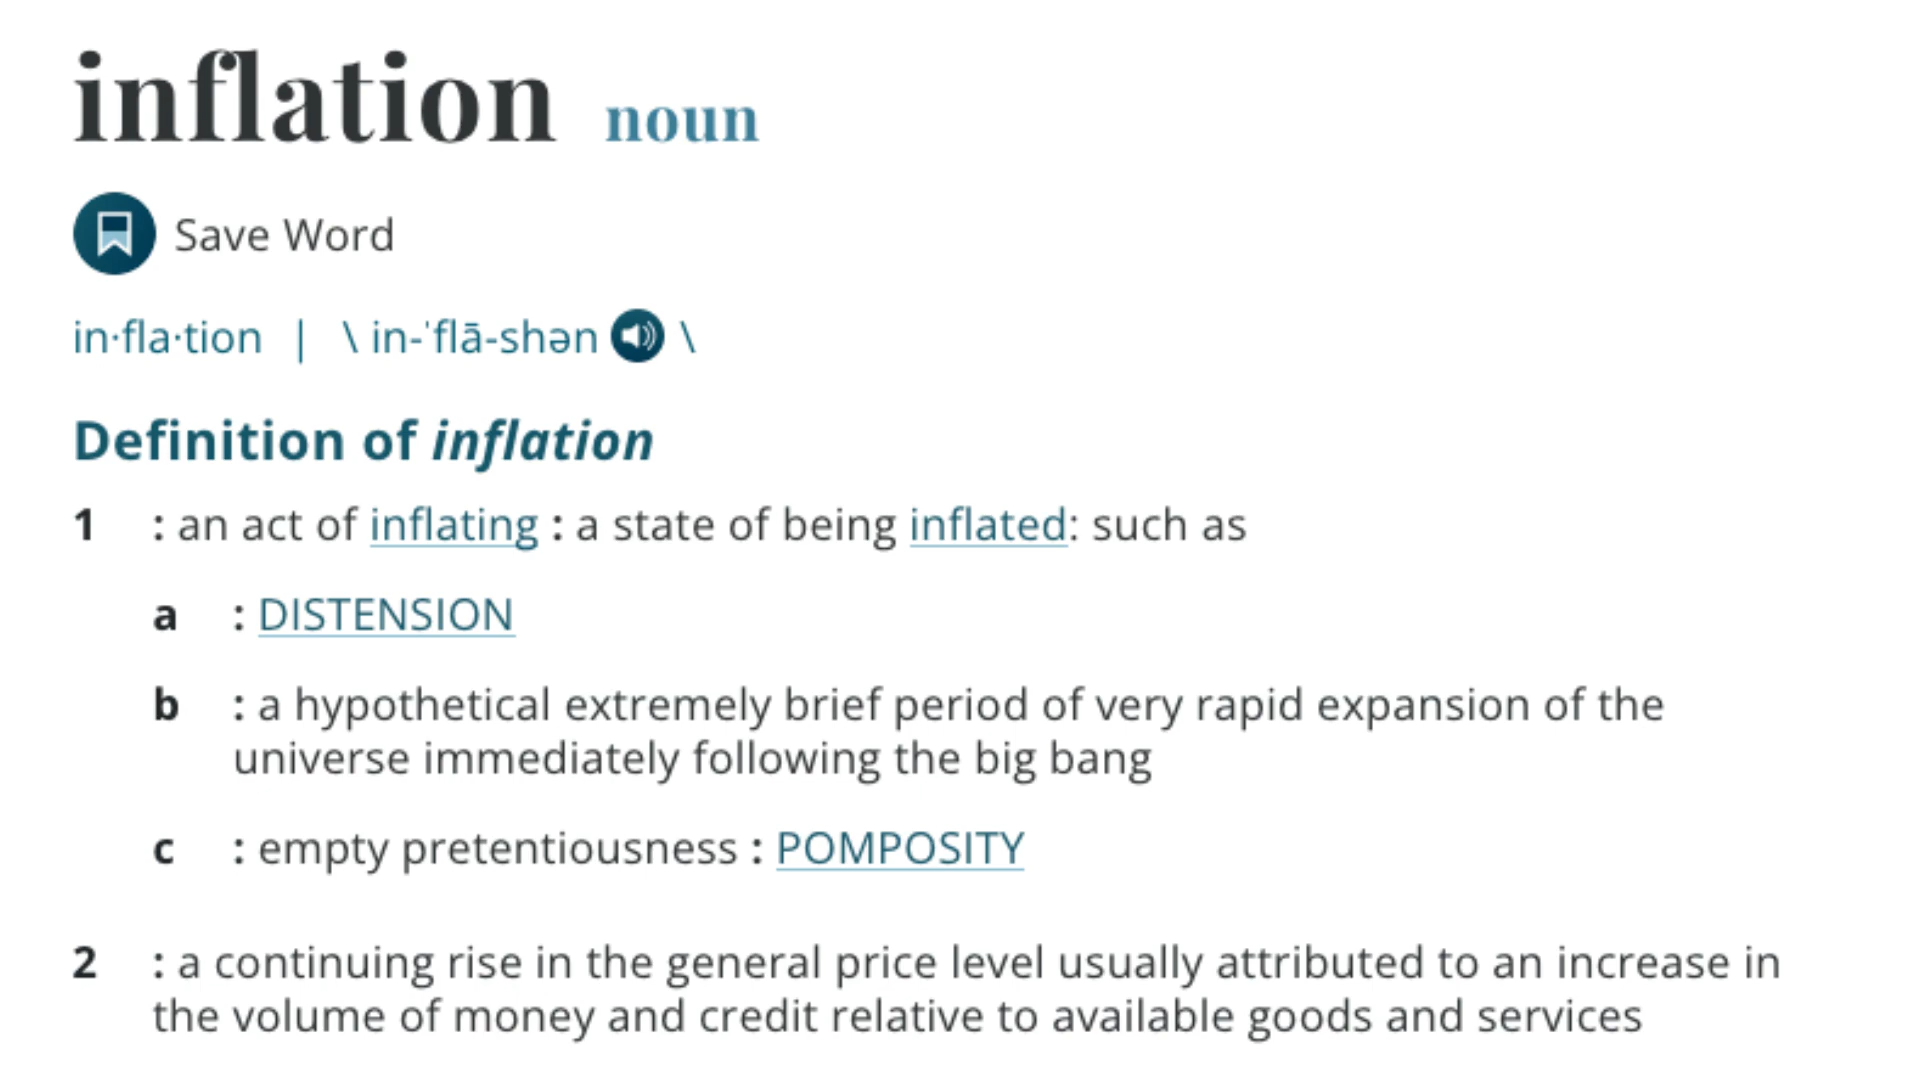 inflation noun
Save Word
in·fla·tion | \ in-ˈflā-shən \
Definition of inflation
1 : an act of inflating : a state of being inflated: such as
a : DISTENSION
b : a hypothetical extremely brief period of very rapid expansion of the
universe immediately following the big bang
c : empty pretentiousness : POMPOSITY
2 : a continuing rise in the general price level usually attributed to an increase in
the volume of money and credit relative to available goods and services